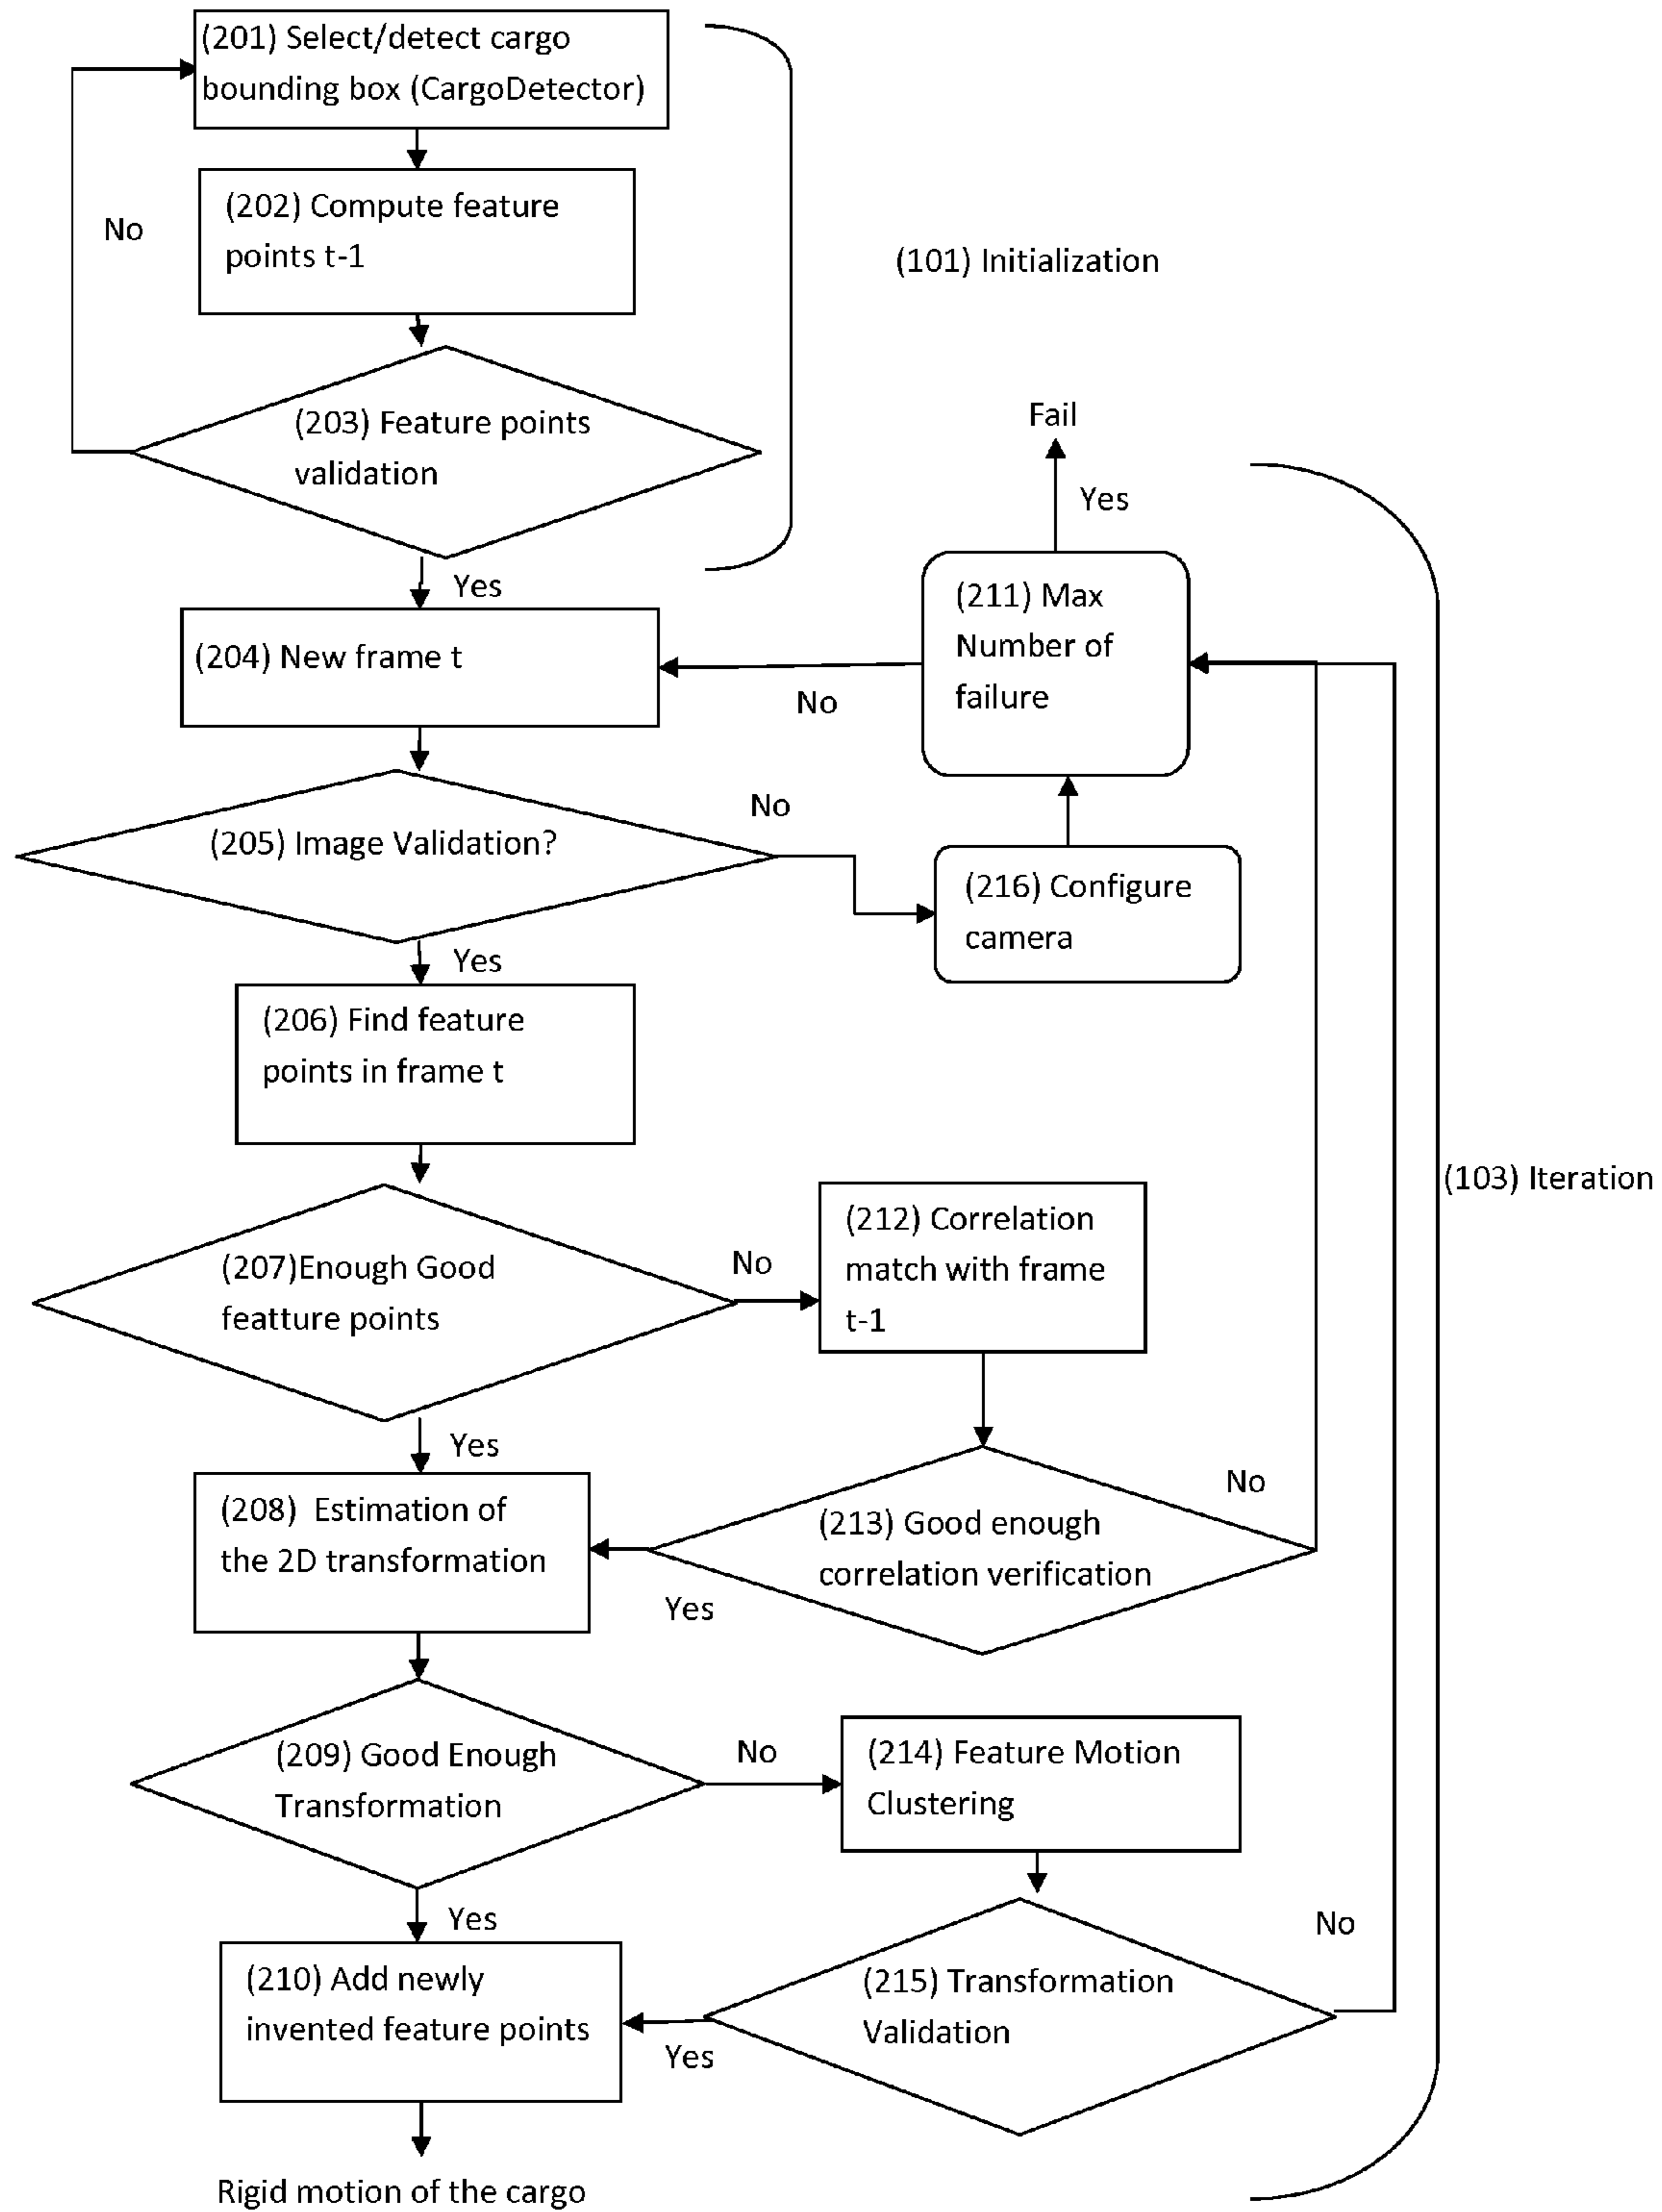 (201) Select/detect cargo
bounding box (CargoDetector)
No
(202) Compute feature
points t-1
(101) Initialization
(203) Feature points
validation
Fail
Yes
Yes
(204) New frame t
(211) Max
Number of
failure
No
(205) Image Validation?
No
(216) Configure
camera
Yes
(206) Find feature
points in frame t
(103) Iteration
(207)Enough Good
featture points
No
(212) Correlation
match with frame
t-1
Yes
(208) Estimation of
the 2D transformation
(213) Good enough
correlation verification
No
Yes
(209) Good Enough
Transformation
No
(214) Feature Motion
Clustering
Yes
(210) Add newly
invented feature points
(215) Transformation
Validation
No
Yes
Rigid motion of the cargo